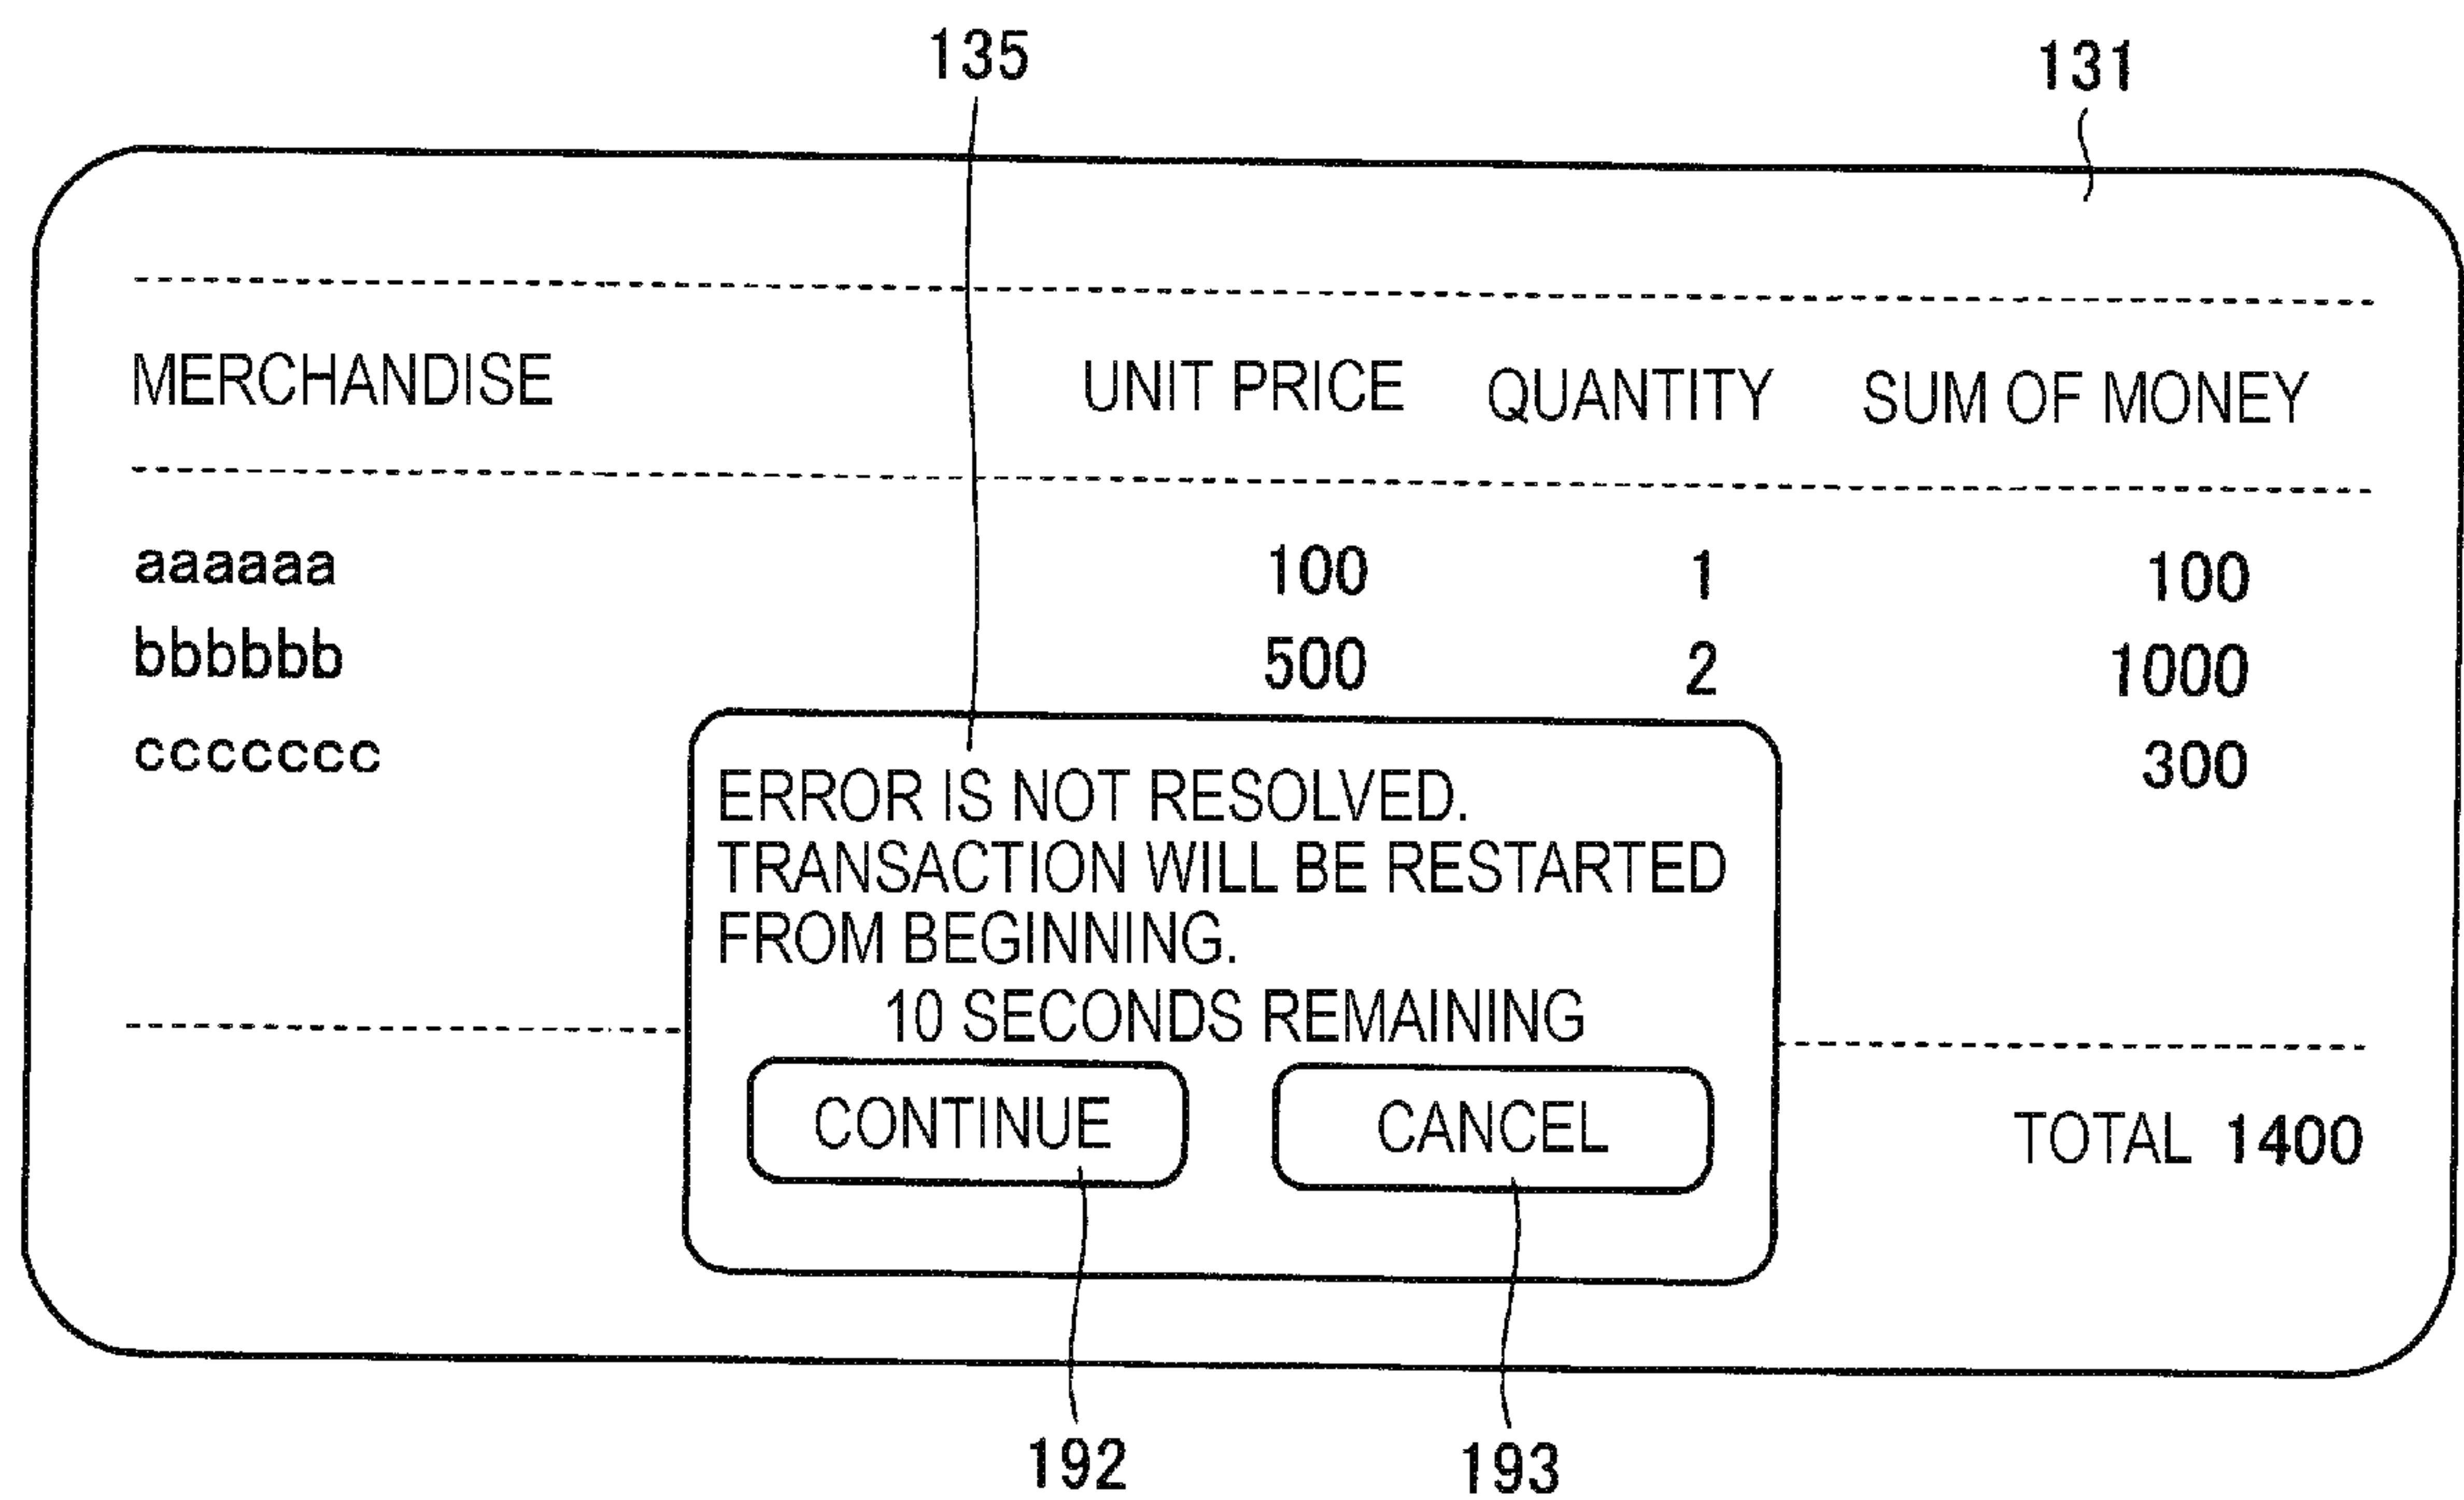 135 131
MERCHANDISE UNIT PRICE QUANTITY SUM OF MONEY
aaaaaa 100 1 100
bbbbbb 500 2 1000
ccccccc 300
ERROR IS NOT RESOLVED.
TRANSACTION WILL BE RESTARTED
FROM BEGINNING.
10 SECONDS REMAINING
CONTINUE CANCEL
TOTAL 1400
192 193